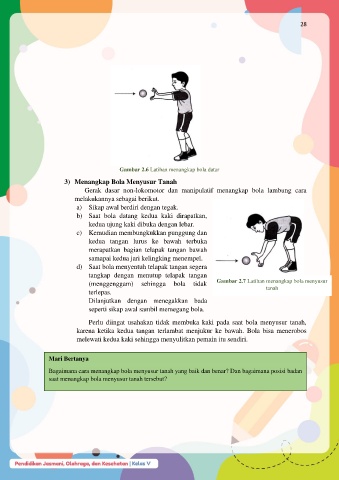 28
Gambar 2.6 Latihan menangkap bola datar
3) Menangkap Bola Menyusur Tanah
Gerak dasar non-lokomotor dan manipulatif menangkap bola lambung cara
melakukannya sebagai berikut.
a) Sikap awal berdiri dengan tegak.
b) Saat bola datang kedua kaki dirapatkan,
kedua ujung kaki dibuka dengan lebar.
c) Kemudian membungkukkan punggung dan
kedua tangan lurus ke bawah terbuka
merapatkan bagian telapak tangan bawah
samapai kedua jari kelingking menempel.
d) Saat bola menyentuh telapak tangan segera
tangkap dengan menutup telapak tangan
(menggenggam) sehingga bola tidak
terlepas.
Dilanjutkan dengan menegakkan bada
seperti sikap awal sambil memegang bola.
Gambar 2.7 Latihan menangkap bola menyusur
tanah
Perlu diingat usahakan tidak membuka kaki pada saat bola menyusur tanah,
karena ketika kedua tangan terlambat menjukur ke bawah. Bola bisa menerobos
melewati kedua kaki sehingga menyulitkan pemain itu sendiri.
Mari Bertanya
Bagaimana cara menangkap bola menyusur tanah yang baik dan benar? Dan bagaimana posisi badan
saat menangkap bola menyusur tanah tersebut?
Pendidikan Jasmani, Olahraga, dan Kesehatan | Kelas V